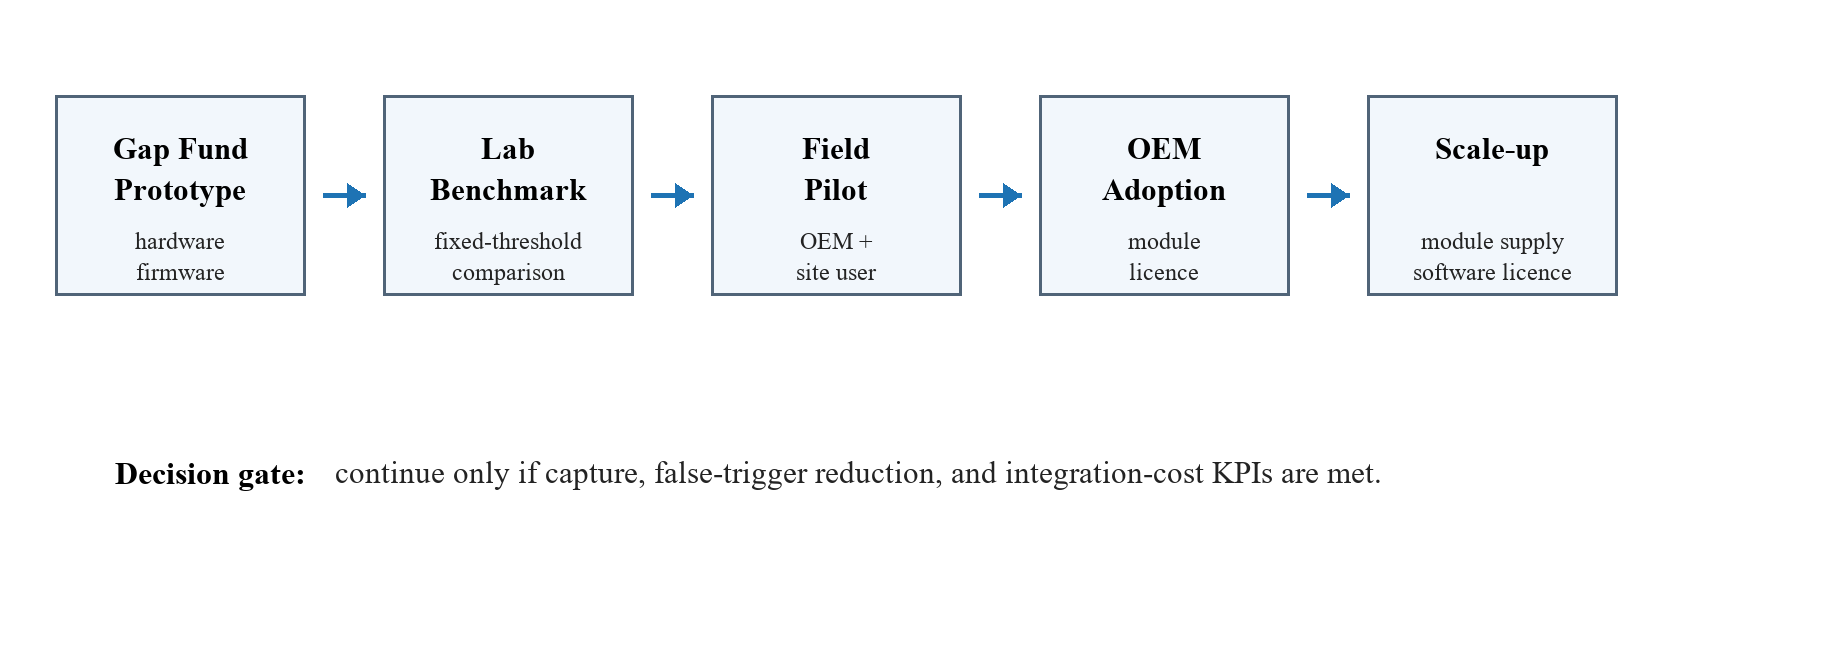 Gap Fund
Prototype
hardware
firmware
Lab
Benchmark
fixed-threshold
comparison
Field
Pilot
OEM +
site user
OEM
Adoption
module
licence
Scale-up
module supply
software licence
Decision gate: continue only if capture, false-trigger reduction, and integration-cost KPIs are met.